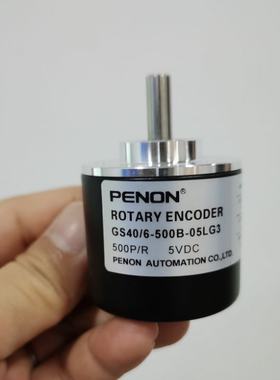 PENON®
ROTARY ENCODER
GS40/6-500B-05LG3
500P/R 5VDC
PENON AUTOMATION CO.,LTD.